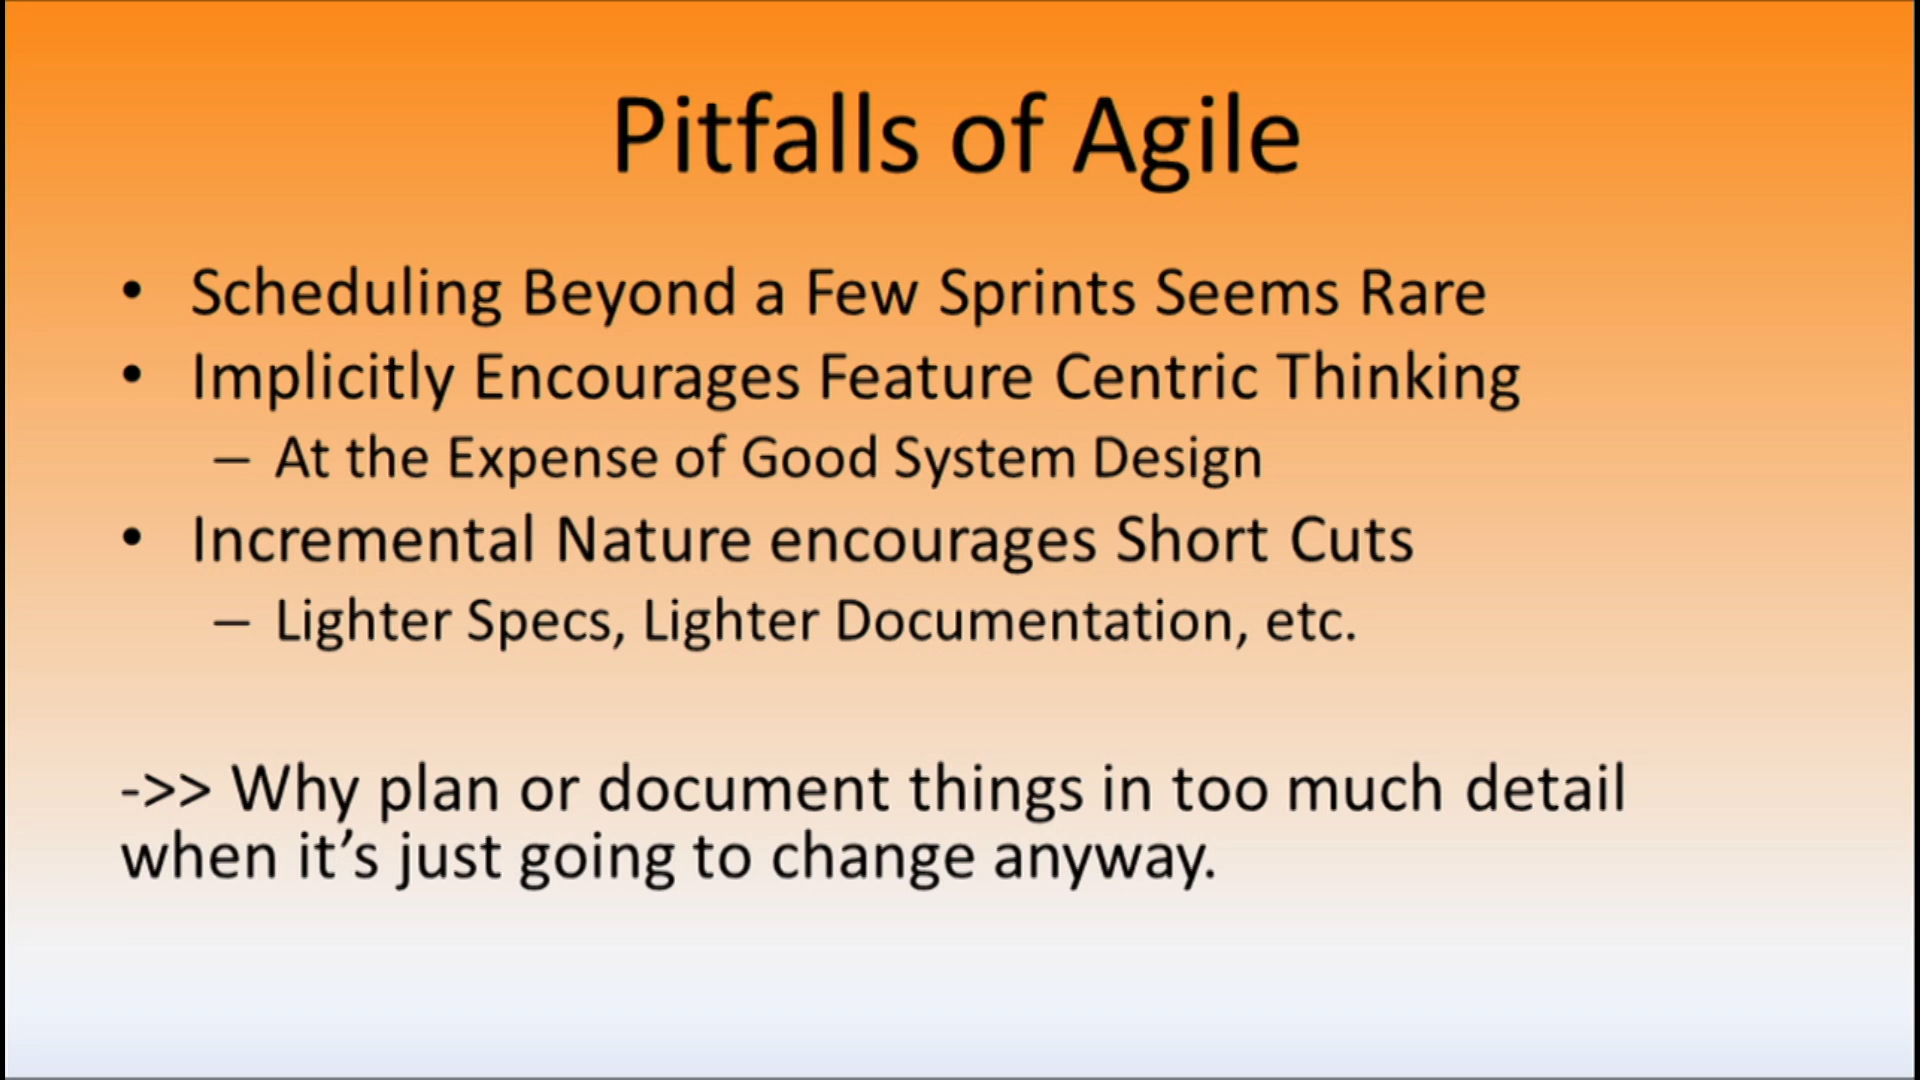 Pitfalls of Agile
• Scheduling Beyond a Few Sprints Seems Rare
• Implicitly Encourages Feature Centric Thinking
– At the Expense of Good System Design
• Incremental Nature encourages Short Cuts
– Lighter Specs, Lighter Documentation, etc.
->> Why plan or document things in too much detail
when it’s just going to change anyway.